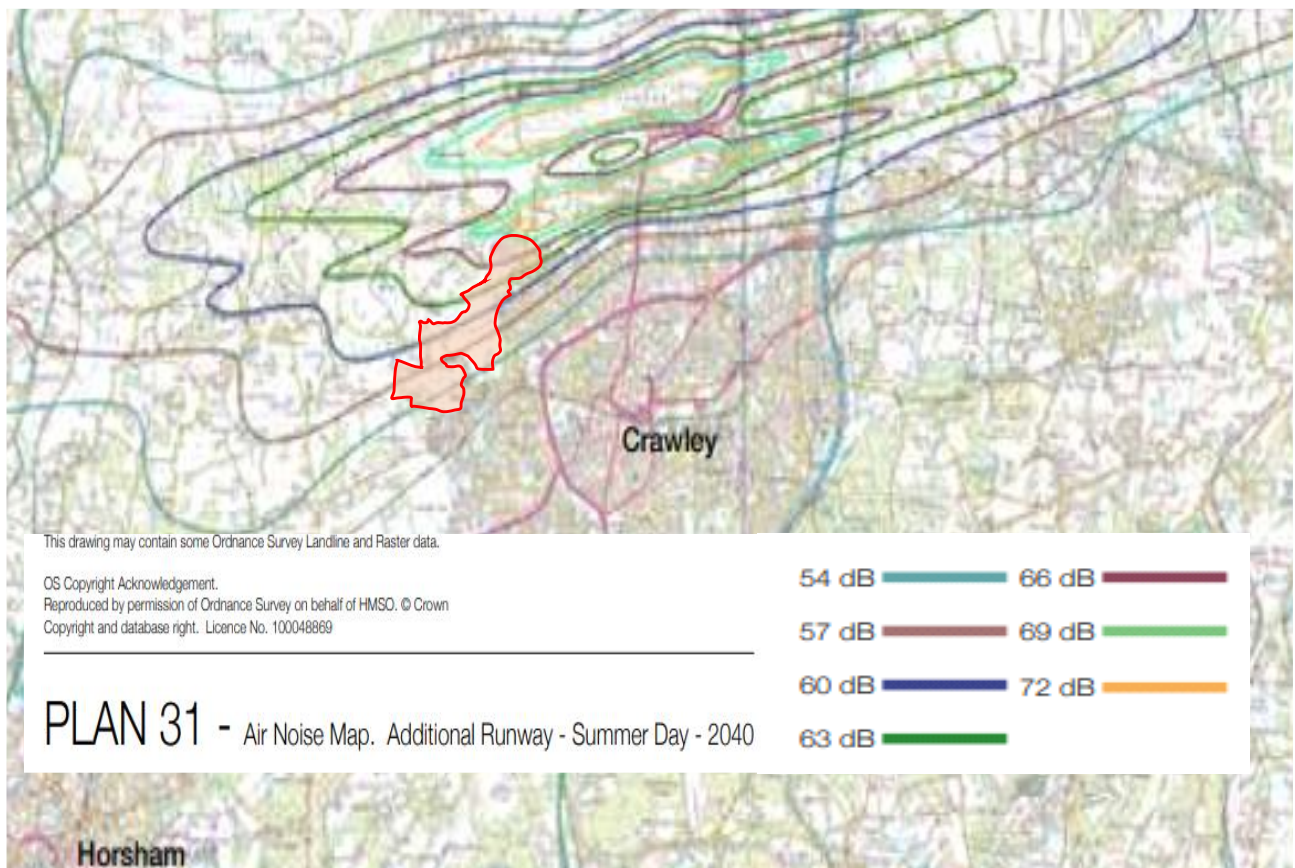 Crawley
This drawing may contain some Ordnance Survey Landline and Raster data.
OS Copyright Acknowledgement.
Reproduced by permission of Ordnance Survey on behalf of HMSO. © Crown
Copyright and database right. Licence No. 100048869
PLAN 31 - Air Noise Map. Additional Runway - Summer Day - 2040
54 dB 66 dB
57 dB 69 dB
60 dB 72 dB
63 dB
Horsham